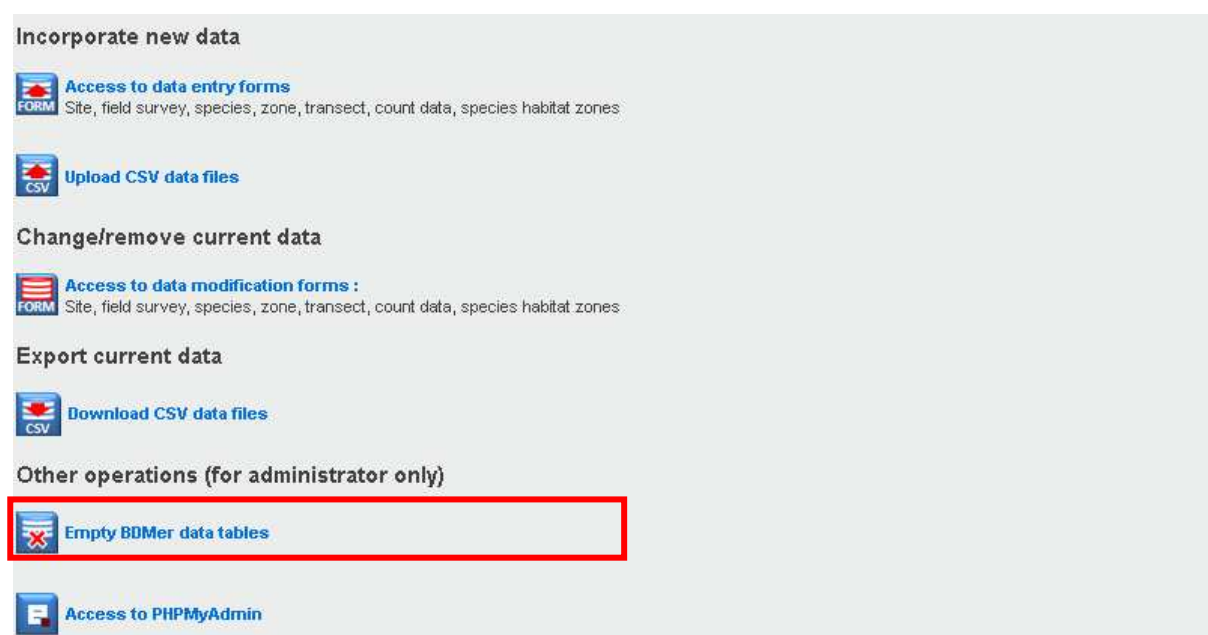 Incorporate new data
Access to data entry forms
FORM
Site, field survey, species, zone, transect, count data, species habitat zones
Upload CSV data files
CSV
Change/remove current data
Access to data modification forms :
FORM
Site, field survey, species, zone, transect, count data, species habitat zones
Export current data
Download CSV data files
CSV
Other operations (for administrator only)
Empty BDMer data tables
Access to PHPMyAdmin